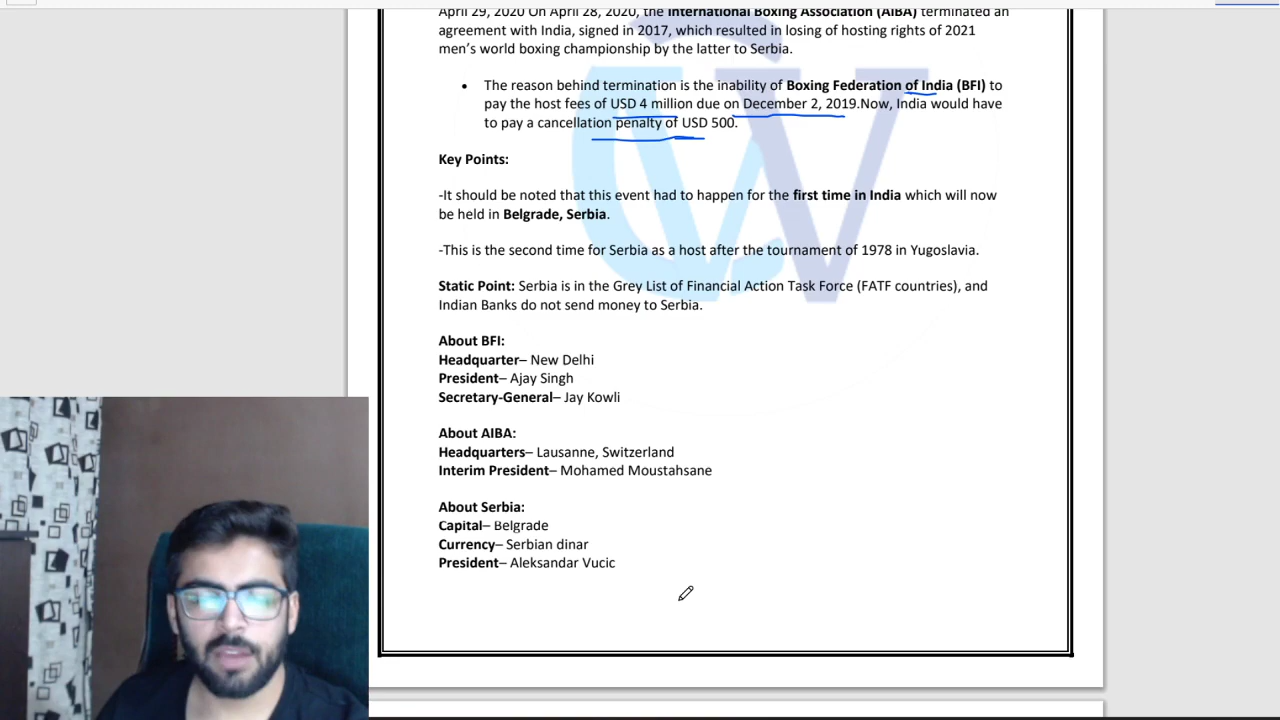 April 29, 2020 On April 28, 2020, the International Boxing Association (AIBA) terminated an
agreement with India, signed in 2017, which resulted in losing of hosting rights of 2021
men's world boxing championship by the latter to Serbia.
• The reason behind termination is the inability of Boxing Federation of India (BFI) to
pay the host fees of USD 4 million due on December 2, 2019.Now, India would have
to pay a cancellation penalty of USD 500.
Key Points:
-It should be noted that this event had to happen for the first time in India which will now
be held in Belgrade, Serbia.
-This is the second time for Serbia as a host after the tournament of 1978 in Yugoslavia.
Static Point: Serbia is in the Grey List of Financial Action Task Force (FATF countries), and
Indian Banks do not send money to Serbia.
About BFI:
Headquarter– New Delhi
President– Ajay Singh
Secretary-General– Jay Kowli
About AIBA:
Headquarters– Lausanne, Switzerland
Interim President– Mohamed Moustahsane
About Serbia:
Capital– Belgrade
Currency– Serbian dinar
President– Aleksandar Vucic